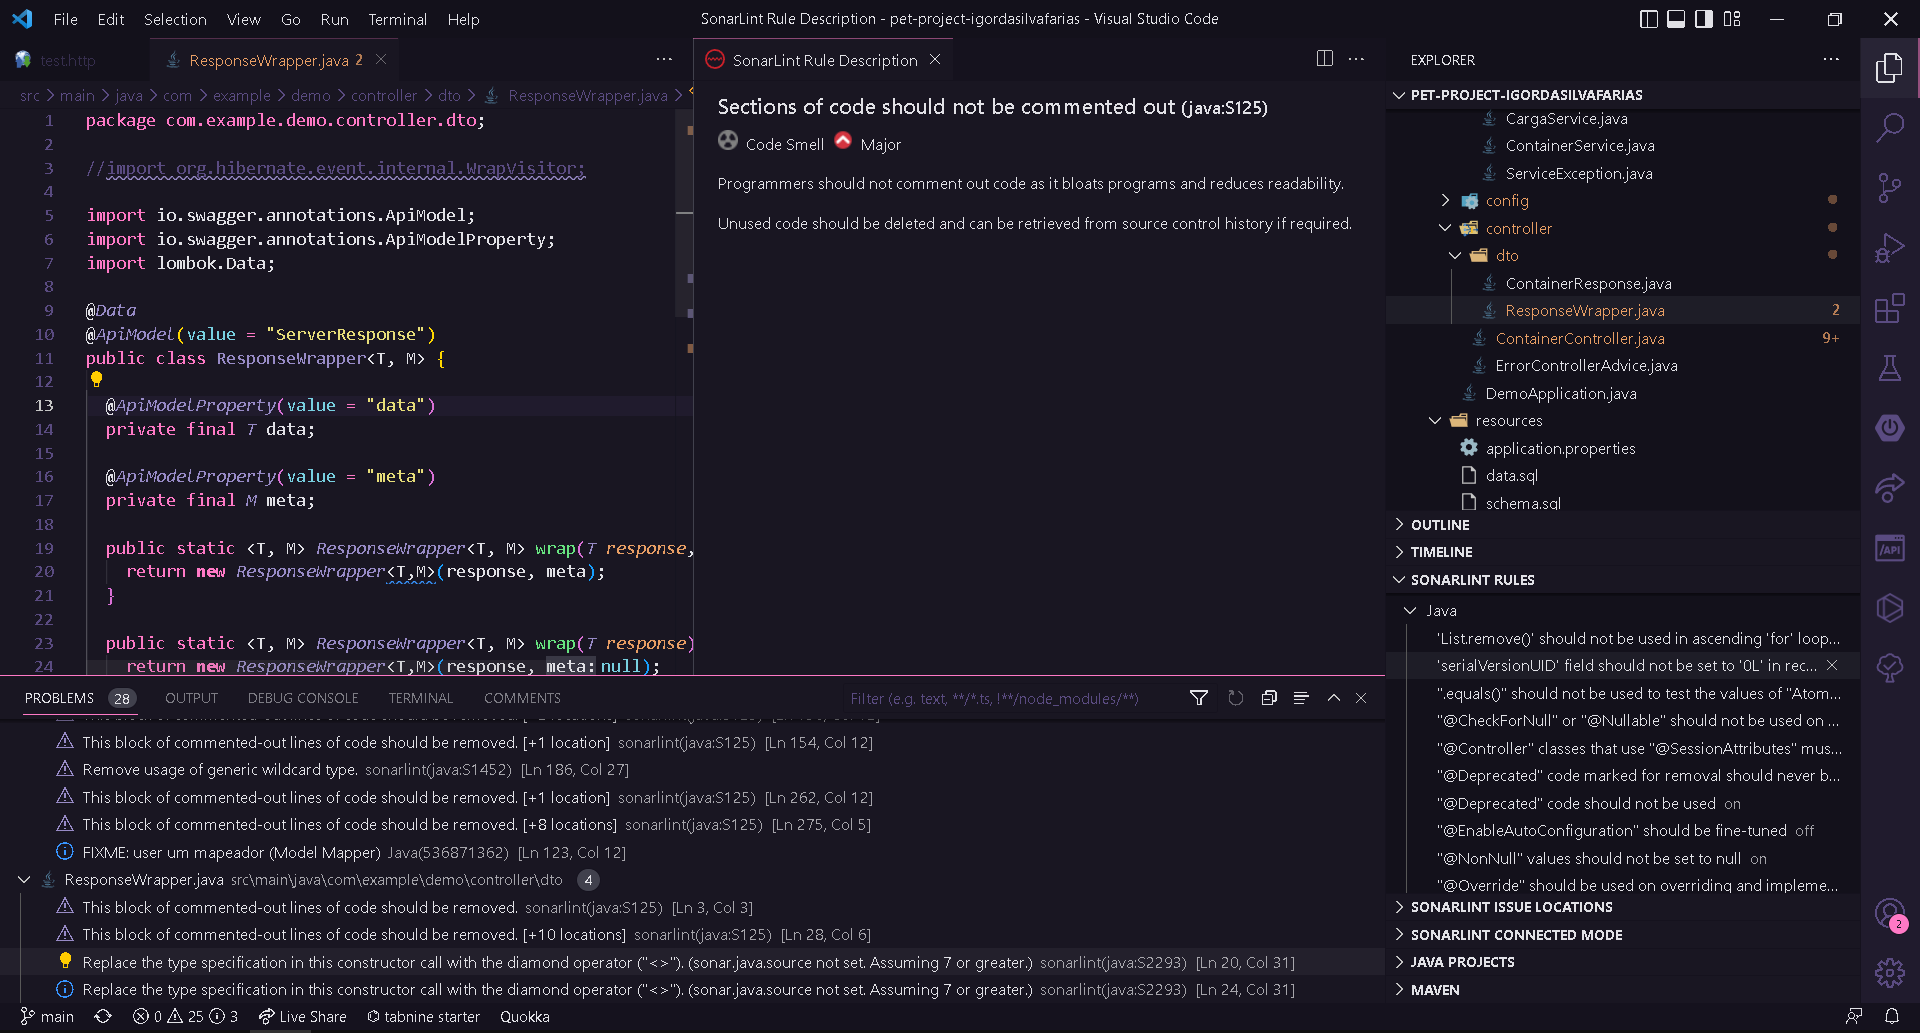 File Edit Selection View Go Run Terminal Help
SonarLint Rule Description - pet-project-igordasilvafarias - Visual Studio Code
test.http
ResponseWrapper.java 2
src > main > java > com > example > demo > controller > dto > ResponseWrapper.java >
1 package com.example.demo.controller.dto;
2
3 //import org.hibernate.event.internal.WrapVisitor;
4
5 import io.swagger.annotations.ApiModel;
6 import io.swagger.annotations.ApiModelProperty;
7 import lombok.Data;
8
9 @Data
10 @ApiModel(value = "ServerResponse")
11 public class ResponseWrapper<T, M> {
12
13 @ApiModelProperty(value = "data")
14 private final T data;
15
16 @ApiModelProperty(value = "meta")
17 private final M meta;
18
19 public static <T, M> ResponseWrapper<T, M> wrap(T response,
20 return new ResponseWrapper<T,M>(response, meta);
21 }
22
23 public static <T, M> ResponseWrapper<T, M> wrap(T response)
24 return new ResponseWrapper<T,M>(response, meta: null);
SonarLint Rule Description
Sections of code should not be commented out (java:S125)
Code Smell Major
Programmers should not comment out code as it bloats programs and reduces readability.
Unused code should be deleted and can be retrieved from source control history if required.
EXPLORER
PET-PROJECT-IGORDASILVAFARIAS
CargaService.java
ContainerService.java
ServiceException.java
config
controller
dto
ContainerResponse.java
ResponseWrapper.java 2
ContainerController.java 9+
ErrorControllerAdvice.java
DemoApplication.java
resources
application.properties
data.sql
schema.sql
OUTLINE
TIMELINE
SONARLINT RULES
Java
'List.remove()' should not be used in ascending 'for' loop...
'serialVersionUID' field should not be set to '0L' in rec...
".equals()" should not be used to test the values of "Atom...
"@CheckForNull" or "@Nullable" should not be used on ...
"@Controller" classes that use "@SessionAttributes" mus...
"@Deprecated" code marked for removal should never b...
"@Deprecated" code should not be used on
"@EnableAutoConfiguration" should be fine-tuned off
"@NonNull" values should not be set to null on
"@Override" should be used on overriding and impleme...
SONARLINT ISSUE LOCATIONS
SONARLINT CONNECTED MODE
JAVA PROJECTS
MAVEN
/API
2
PROBLEMS 28 OUTPUT DEBUG CONSOLE TERMINAL COMMENTS
Filter (e.g. text, **/*.ts, !**/node_modules/**)
This block of commented-out lines of code should be removed. [+1 location] sonarlint(java:S125) [Ln 154, Col 12]
Remove usage of generic wildcard type. sonarlint(java:S1452) [Ln 186, Col 27]
This block of commented-out lines of code should be removed. [+1 location] sonarlint(java:S125) [Ln 262, Col 12]
This block of commented-out lines of code should be removed. [+8 locations] sonarlint(java:S125) [Ln 275, Col 5]
FIXME: user um mapeador (Model Mapper) Java(536871362) [Ln 123, Col 12]
ResponseWrapper.java src\main\java\com\example\demo\controller\dto 4
This block of commented-out lines of code should be removed. sonarlint(java:S125) [Ln 3, Col 3]
This block of commented-out lines of code should be removed. [+10 locations] sonarlint(java:S125) [Ln 28, Col 6]
Replace the type specification in this constructor call with the diamond operator ("<>"). (sonar.java.source not set. Assuming 7 or greater.) sonarlint(java:S2293) [Ln 20, Col 31]
Replace the type specification in this constructor call with the diamond operator ("<>"). (sonar.java.source not set. Assuming 7 or greater.) sonarlint(java:S2293) [Ln 24, Col 31]
main 0 25 3 Live Share tabnine starter Quokka